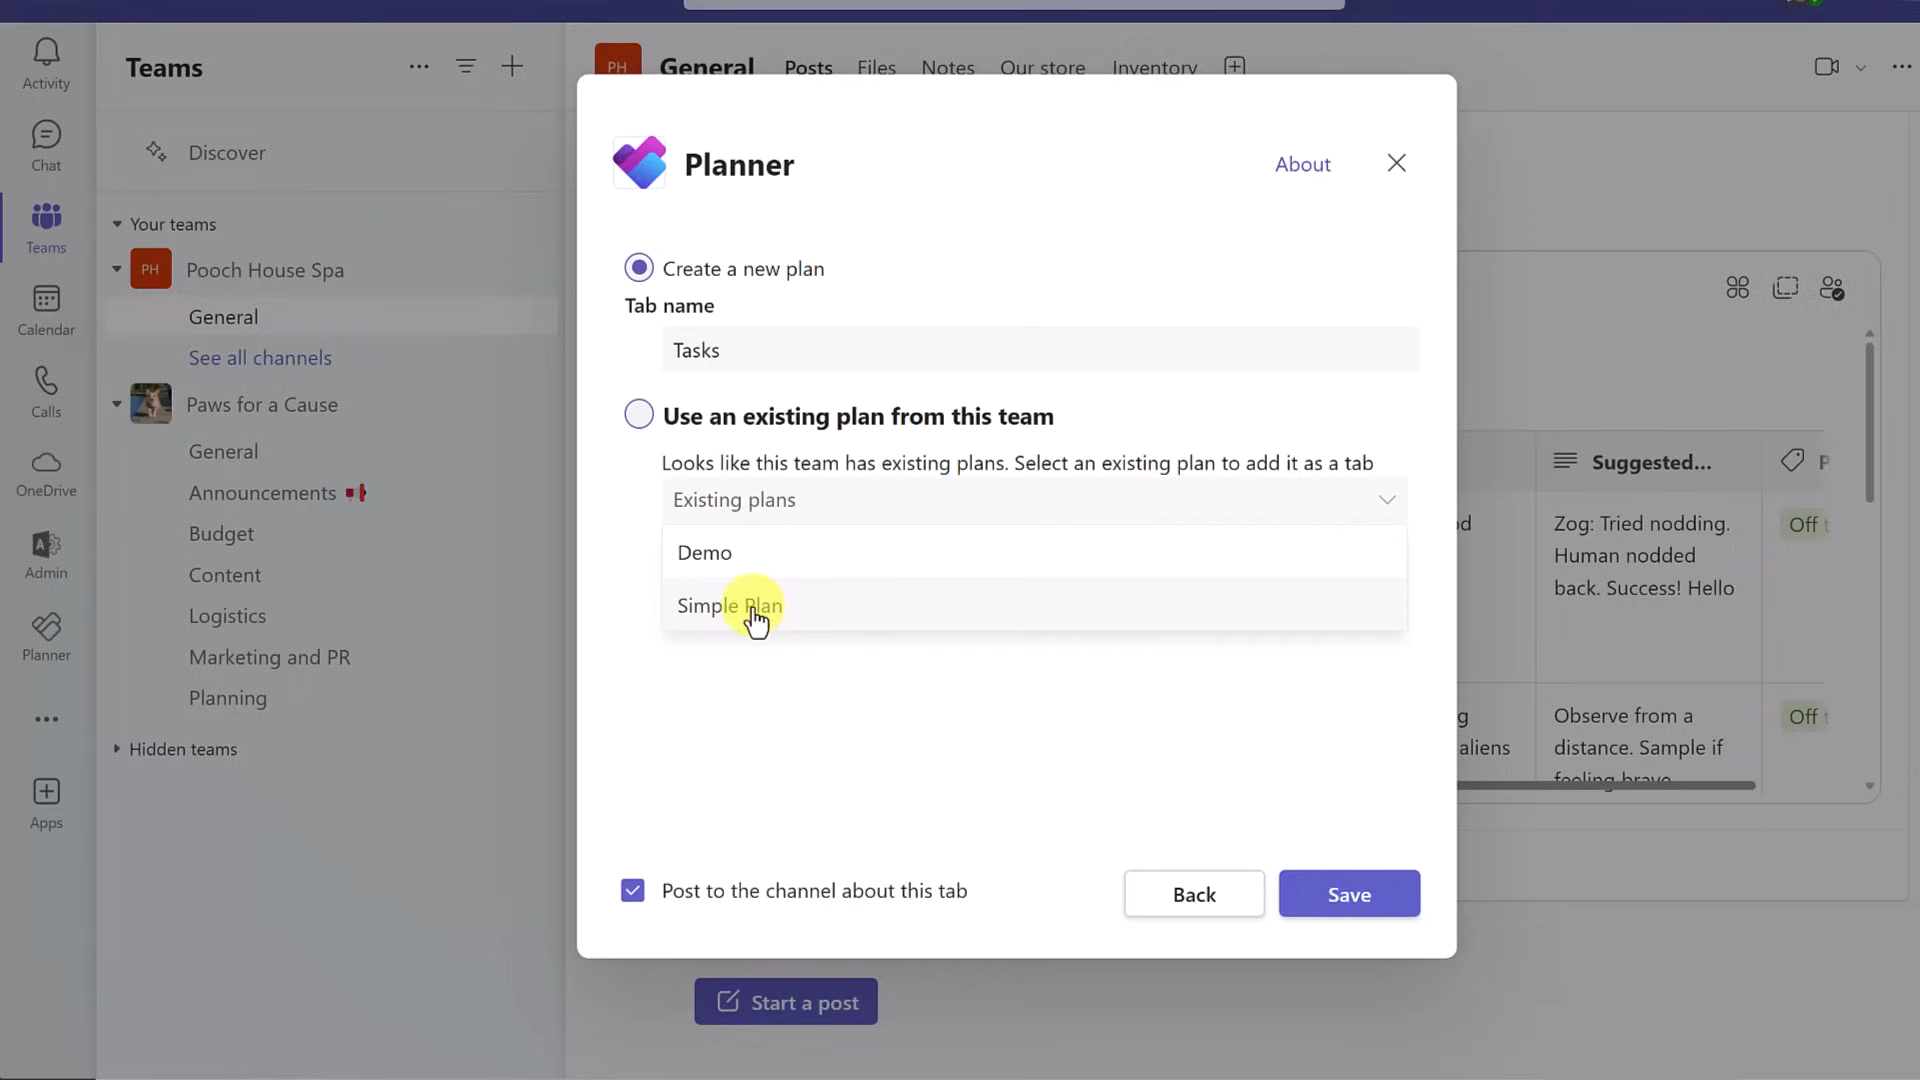 Activity
Chat
Teams
Calendar
Calls
OneDrive
Admin
Planner
Apps
Teams
Discover
Your teams
PH Pooch House Spa
General
See all channels
Paws for a Cause
General
Announcements
Budget
Content
Logistics
Marketing and PR
Planning
Hidden teams
PH General Posts Files Notes Our store Inventory
Planner
About
Create a new plan
Tab name
Tasks
Use an existing plan from this team
Looks like this team has existing plans. Select an existing plan to add it as a tab
Existing plans
Demo
Simple Plan
Post to the channel about this tab
Back
Save
Suggested...
Zog: Tried nodding.
Human nodded
back. Success! Hello
Off
Observe from a
distance. Sample if
feeling brave
aliens
Off
Start a post